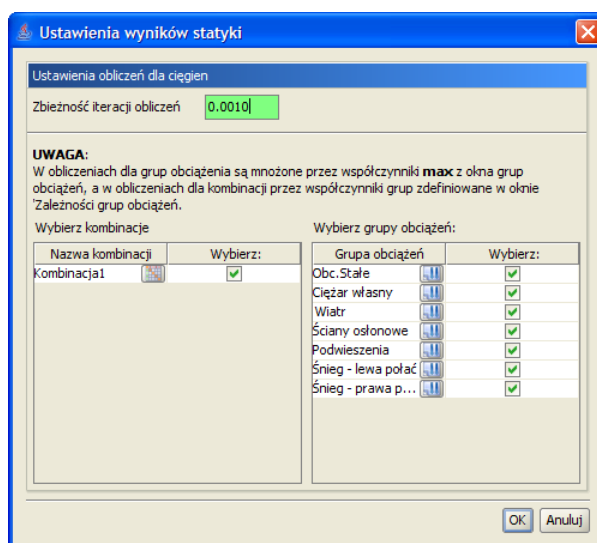 Ustawienia wyników statyki
Ustawienia obliczeń dla cięgien
Zbieżność iteracji obliczeń 0.0010
UWAGA:
W obliczeniach dla grup obciążenia są mnożone przez współczynniki max z okna grup
obciążeń, a w obliczeniach dla kombinacji przez współczynniki grup zdefiniowane w oknie
'Zależności grup obciążeń.
Wybierz kombinacje
Nazwa kombinacji Wybierz:
Kombinacja1
Wybierz grupy obciążeń:
Grupa obciążeń Wybierz:
Obc.Stałe
Ciężar własny
Wiatr
Ściany osłonowe
Podwieszenia
Śnieg - lewa połać
Śnieg - prawa p...
OK Anuluj